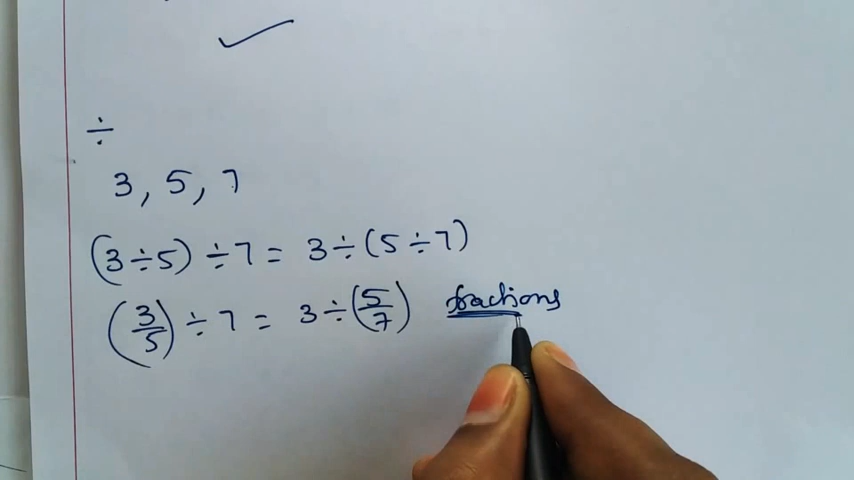 ÷
3, 5, 7
(3÷5) ÷ 7 = 3 ÷ (5 ÷ 7)
(3/5) ÷ 7 = 3 ÷ (5/7) fractions